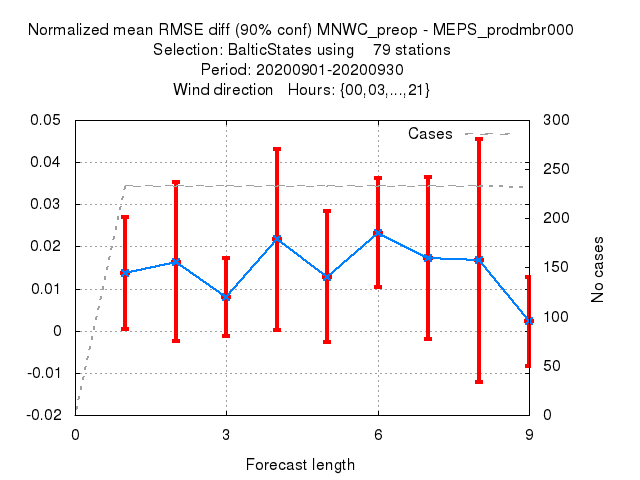 Normalized mean RMSE diff (90% conf) MNWC_preop - MEPS_prodmbr000
Selection: BalticStates using 79 stations
Period: 20200901-20200930
Wind direction Hours: {00,03,...,21}
Cases
0.05
0.04
0.03
0.02
0.01
0
-0.01
-0.02
300
250
200
150
100
50
0
No cases
0 3 6 9
Forecast length